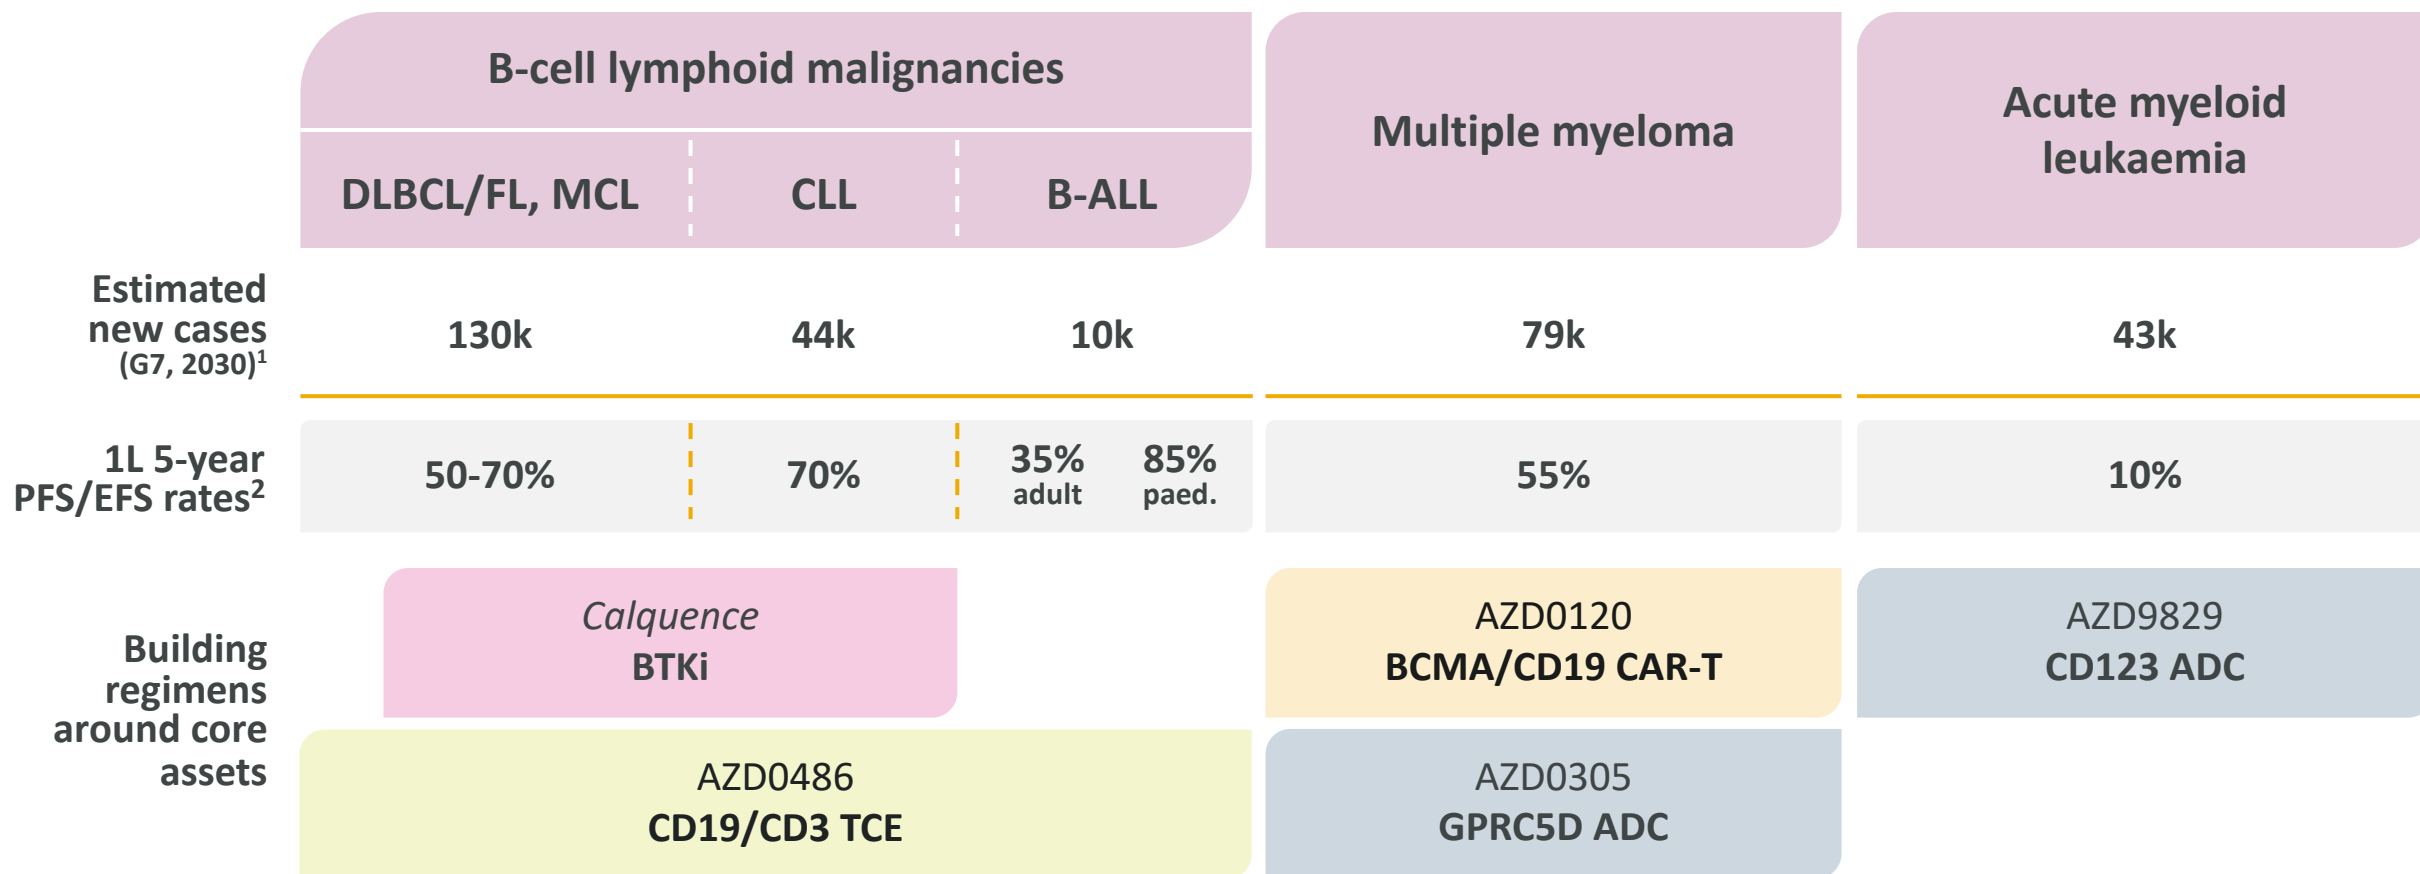 B-cell lymphoid malignancies
DLBCL/FL, MCL
CLL
B-ALL
Multiple myeloma
Acute myeloid
leukaemia
Estimated
new cases
(G7, 2030)¹
130k
44k
10k
79k
43k
1L 5-year
PFS/EFS rates²
50-70%
70%
35%
adult
85%
paed.
55%
10%
Building
regimens
around core
assets
Calquence
BTKi
AZD0120
BCMA/CD19 CAR-T
AZD9829
CD123 ADC
AZD0486
CD19/CD3 TCE
AZD0305
GPRC5D ADC